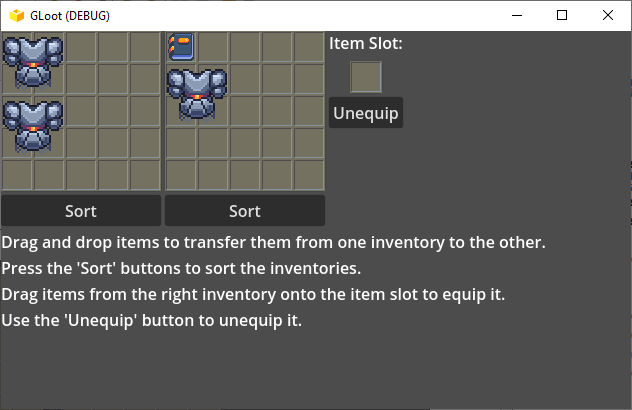 GLoot (DEBUG)
Item Slot:
Unequip
Sort
Sort
Drag and drop items to transfer them from one inventory to the other.
Press the 'Sort' buttons to sort the inventories.
Drag items from the right inventory onto the item slot to equip it.
Use the 'Unequip' button to unequip it.